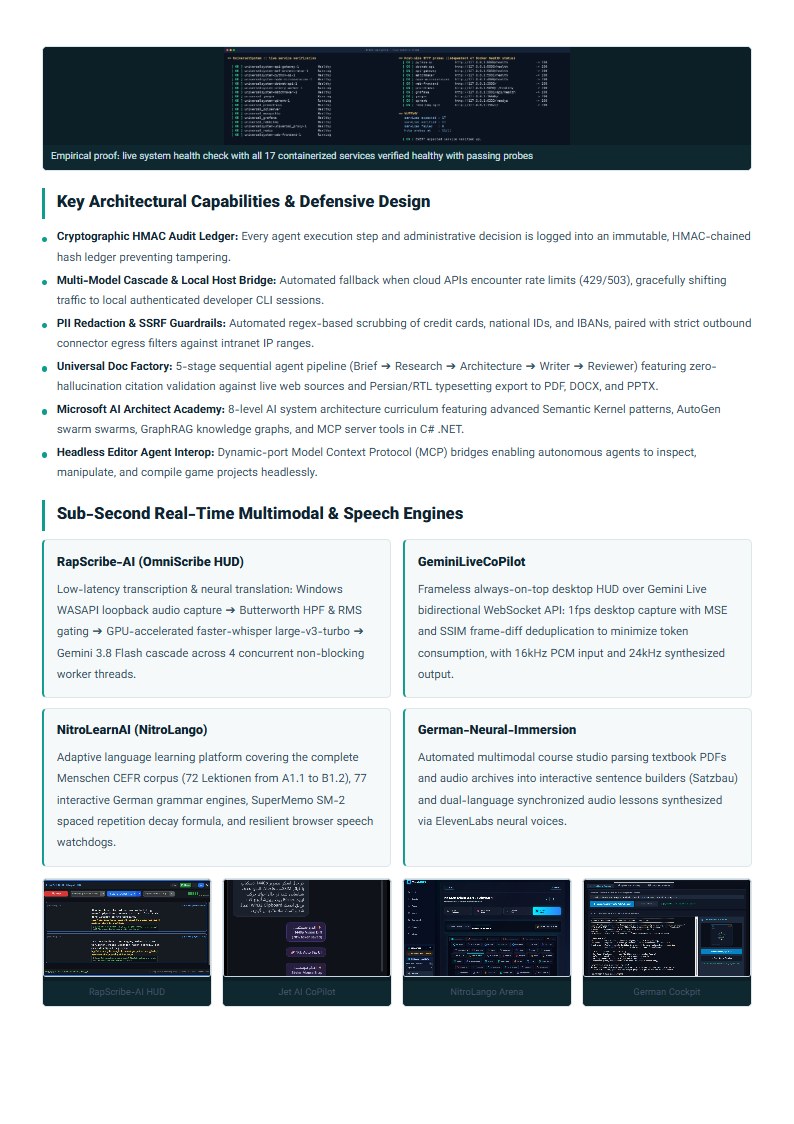 Empirical proof: live system health check with all 17 containerized services verified healthy with passing probes
Key Architectural Capabilities & Defensive Design
Cryptographic HMAC Audit Ledger: Every agent execution step and administrative decision is logged into an immutable, HMAC-chained
hash ledger preventing tampering.
Multi-Model Cascade & Local Host Bridge: Automated fallback when cloud APIs encounter rate limits (429/503), gracefully shifting
traffic to local authenticated developer CLI sessions.
PII Redaction & SSRF Guardrails: Automated regex-based scrubbing of credit cards, national IDs, and IBANs, paired with strict outbound
connector egress filters against intranet IP ranges.
Universal Doc Factory: 5-stage sequential agent pipeline (Brief ➔ Research ➔ Architecture ➔ Writer ➔ Reviewer) featuring zero-
hallucination citation validation against live web sources and Persian/RTL typesetting export to PDF, DOCX, and PPTX.
Microsoft AI Architect Academy: 8-level AI system architecture curriculum featuring advanced Semantic Kernel patterns, AutoGen
swarm swarms, GraphRAG knowledge graphs, and MCP server tools in C# .NET.
Headless Editor Agent Interop: Dynamic-port Model Context Protocol (MCP) bridges enabling autonomous agents to inspect,
manipulate, and compile game projects headlessly.
Sub-Second Real-Time Multimodal & Speech Engines
RapScribe-AI (OmniScribe HUD)
Low-latency transcription & neural translation: Windows
WASAPI loopback audio capture ➔ Butterworth HPF & RMS
gating ➔ GPU-accelerated faster-whisper large-v3-turbo ➔
Gemini 3.8 Flash cascade across 4 concurrent non-blocking
worker threads.
GeminiLiveCoPilot
Frameless always-on-top desktop HUD over Gemini Live
bidirectional WebSocket API: 1fps desktop capture with MSE
and SSIM frame-diff deduplication to minimize token
consumption, with 16kHz PCM input and 24kHz synthesized
output.
NitroLearnAI (NitroLango)
Adaptive language learning platform covering the complete
Menschen CEFR corpus (72 Lektionen from A1.1 to B1.2), 77
interactive German grammar engines, SuperMemo SM-2
spaced repetition decay formula, and resilient browser speech
watchdogs.
German-Neural-Immersion
Automated multimodal course studio parsing textbook PDFs
and audio archives into interactive sentence builders (Satzbau)
and dual-language synchronized audio lessons synthesized
via ElevenLabs neural voices.
RapScribe-AI HUD
Jet AI CoPilot
NitroLango Arena
German Cockpit